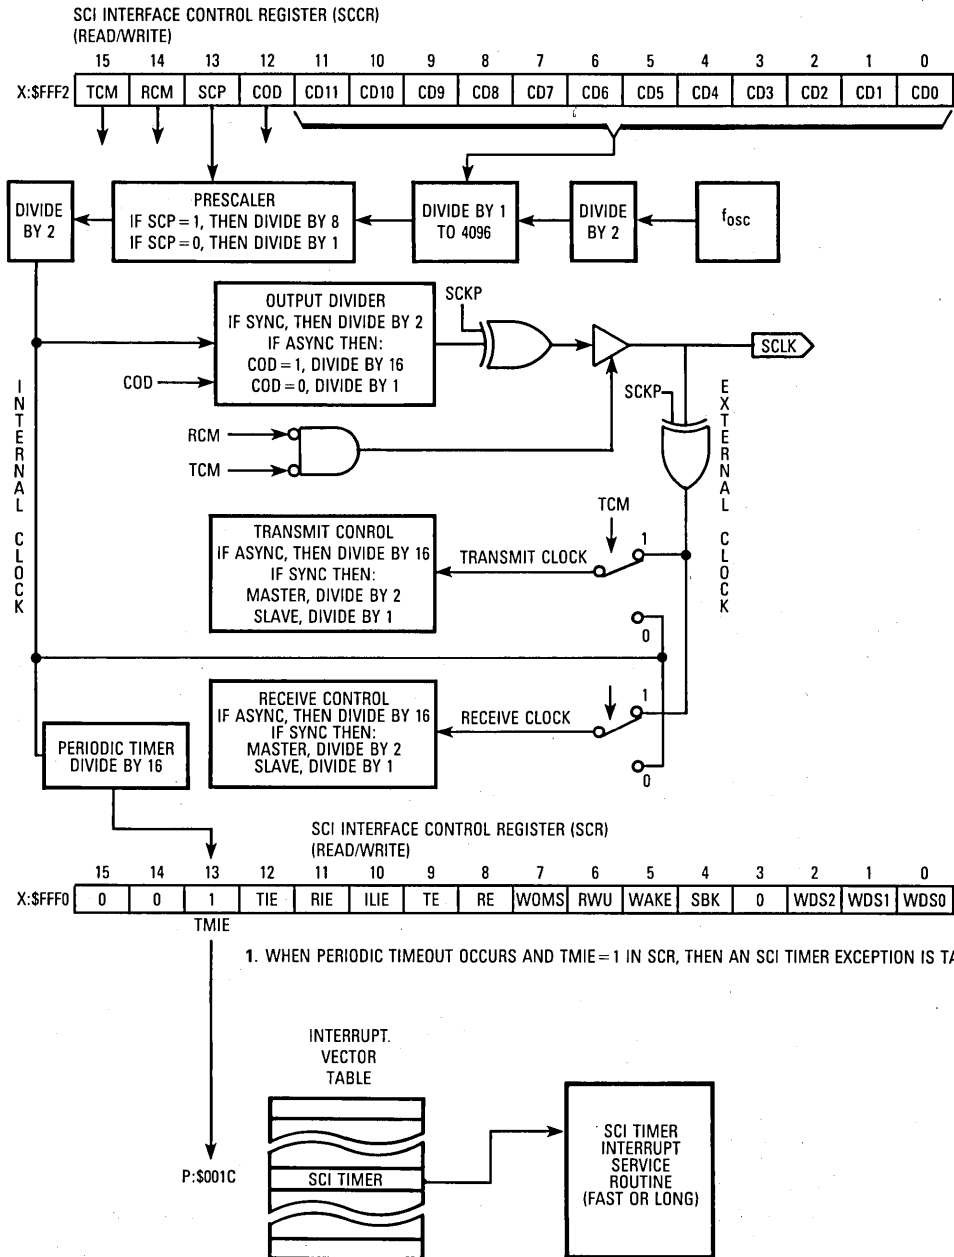 SCI INTERFACE CONTROL REGISTER (SCCR)
(READ/WRITE)
15 14 13 12 11 10 9 8 7 6 5 4 3 2 1 0
X:$FFF2 TCM RCM SCP COD CD11 CD10 CD9 CD8 CD7 CD6 CD5 CD4 CD3 CD2 CD1 CD0
DIVIDE
BY 2
PRESCALER
IF SCP=1, THEN DIVIDE BY 8
IF SCP=0, THEN DIVIDE BY 1
DIVIDE BY 1
TO 4096
DIVIDE
BY 2
fosc
OUTPUT DIVIDER
IF SYNC, THEN DIVIDE BY 2
IF ASYNC THEN:
COD=1, DIVIDE BY 16
COD=0, DIVIDE BY 1
SCKP
SCLK
COD
SCKP
INTERNAL CLOCK
EXTERNAL CLOCK
RCM
TCM
TCM
TRANSMIT CONROL
IF ASYNC, THEN DIVIDE BY 16
IF SYNC THEN:
MASTER, DIVIDE BY 2
SLAVE, DIVIDE BY 1
TRANSMIT CLOCK
1
0
RECEIVE CONTROL
IF ASYNC, THEN DIVIDE BY 16
IF SYNC THEN:
MASTER, DIVIDE BY 2
SLAVE, DIVIDE BY 1
RECEIVE CLOCK
1
0
PERIODIC TIMER
DIVIDE BY 16
SCI INTERFACE CONTROL REGISTER (SCR)
(READ/WRITE)
15 14 13 12 11 10 9 8 7 6 5 4 3 2 1 0
X:$FFF0 0 0 1 TIE RIE ILIE TE RE WOMS RWU WAKE SBK 0 WDS2 WDS1 WDS0
TMIE
1. WHEN PERIODIC TIMEOUT OCCURS AND TMIE=1 IN SCR, THEN AN SCI TIMER EXCEPTION IS TA
INTERRUPT.
VECTOR
TABLE
P:$001C
SCI TIMER
SCI TIMER
INTERRUPT
SERVICE
ROUTINE
(FAST OR LONG)